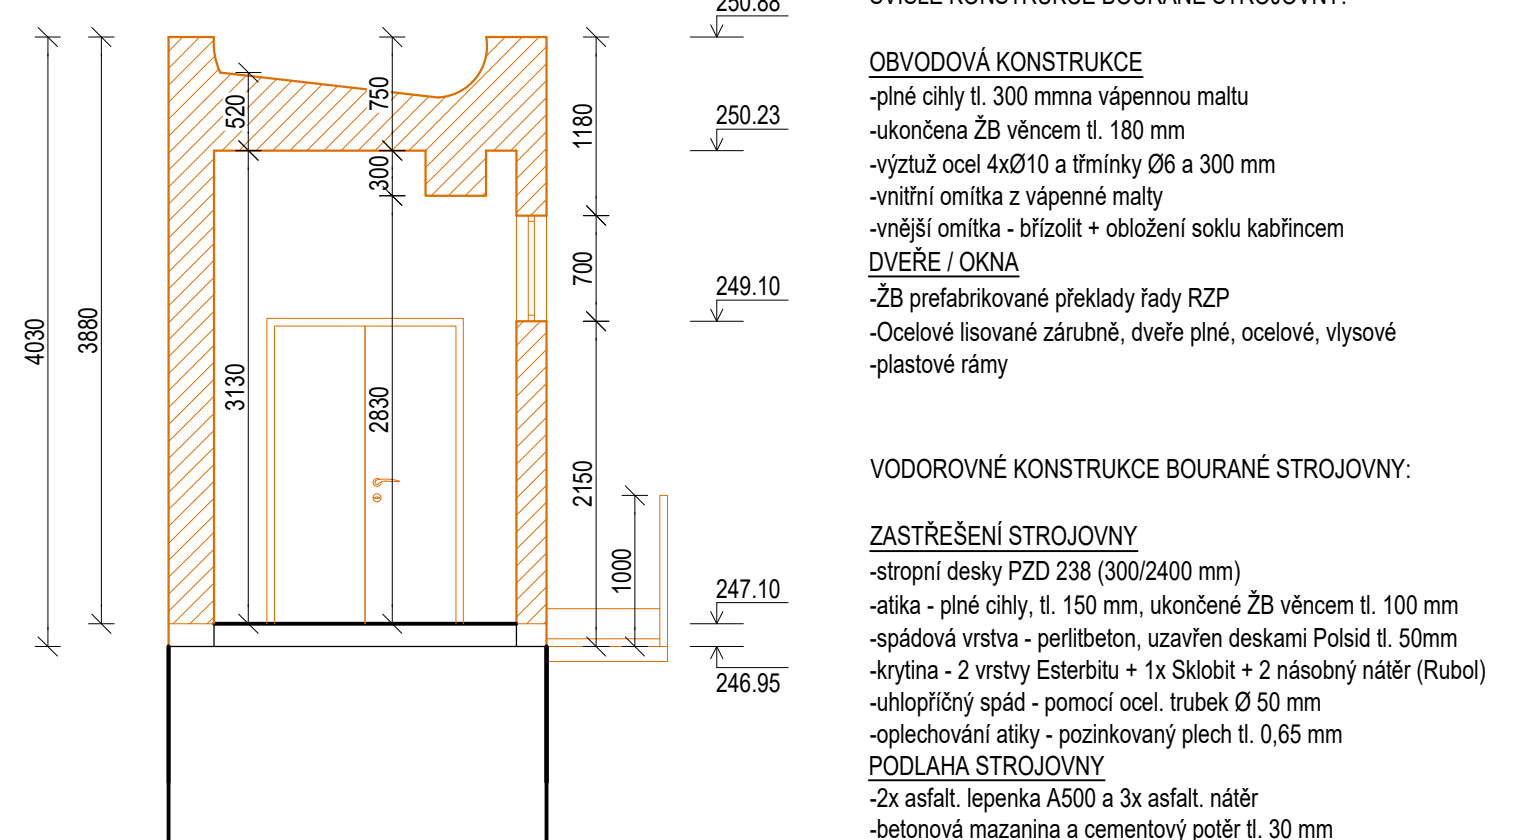 250.88
SVISLÉ KONSTRUKCE BOURANÉ STROJOVNY:
OBVODOVÁ KONSTRUKCE
-plné cihly tl. 300 mmna vápennou maltu
-ukončena ŽB věncem tl. 180 mm
-výztuž ocel 4xØ10 a třmínky Ø6 a 300 mm
-vnitřní omítka z vápenné malty
-vnější omítka - břízolit + obložení soklu kabřincem
DVEŘE / OKNA
-ŽB prefabrikované překlady řady RZP
-Ocelové lisované zárubně, dveře plné, ocelové, vlysové
-plastové rámy
VODOROVNÉ KONSTRUKCE BOURANÉ STROJOVNY:
ZASTŘEŠENÍ STROJOVNY
-stropní desky PZD 238 (300/2400 mm)
-atika - plné cihly, tl. 150 mm, ukončené ŽB věncem tl. 100 mm
-spádová vrstva - perlitbeton, uzavřen deskami Polsid tl. 50mm
-krytina - 2 vrstvy Esterbitu + 1x Sklobit + 2 násobný nátěr (Rubol)
-uhlopříčný spád - pomocí ocel. trubek Ø 50 mm
-oplechování atiky - pozinkovaný plech tl. 0,65 mm
PODLAHA STROJOVNY
-2x asfalt. lepenka A500 a 3x asfalt. nátěr
-betonová mazanina a cementový potěr tl. 30 mm
4030
3880
520
3130
750
300
2830
1180
700
2150
1000
250.23
249.10
247.10
246.95